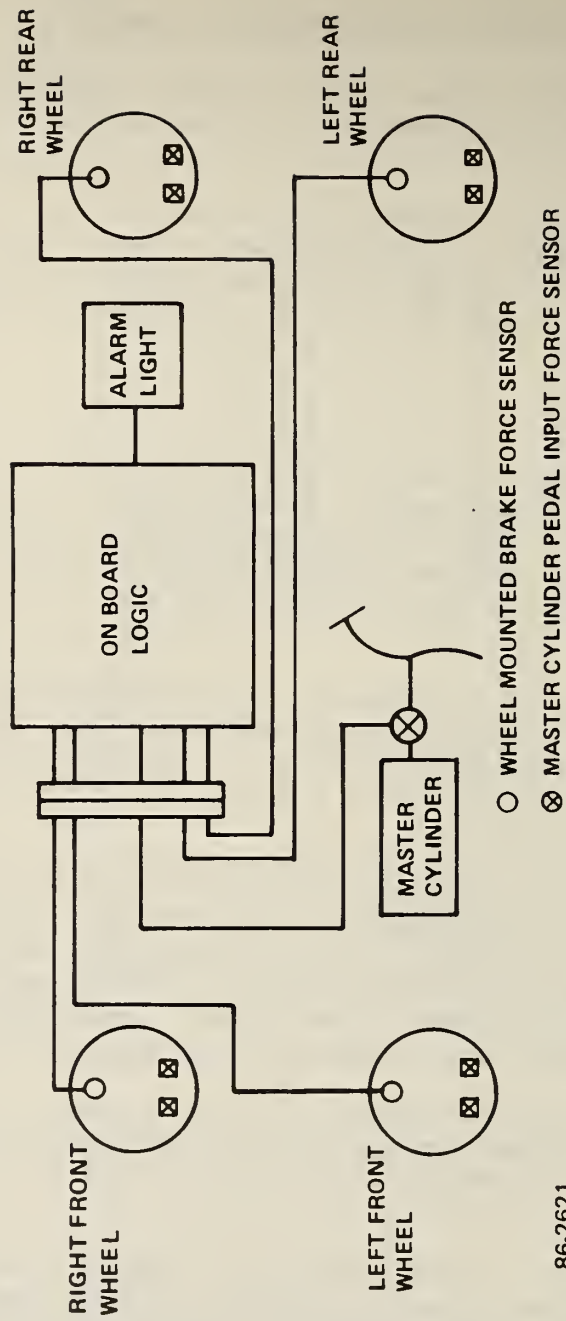 RIGHT FRONT
WHEEL
LEFT FRONT
WHEEL
ON BOARD
LOGIC
ALARM
LIGHT
MASTER
CYLINDER
RIGHT REAR
WHEEL
LEFT REAR
WHEEL
WHEEL MOUNTED BRAKE FORCE SENSOR
MASTER CYLINDER PEDAL INPUT FORCE SENSOR
86-2621